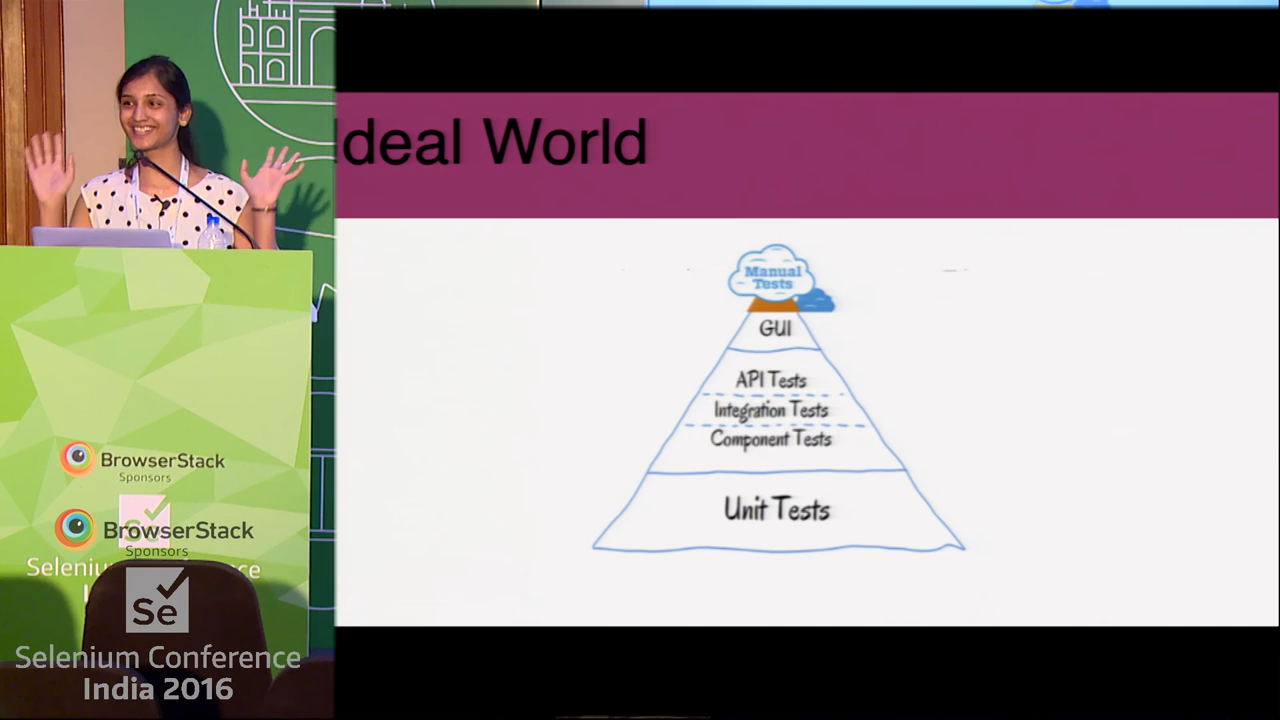 deal World
Manual
Tests
GUI
API Tests
Integration Tests
Component Tests
Unit Tests
BrowserStack
Sponsors
BrowserStack
Sponsors
Se
Selenium Conference
India 2016